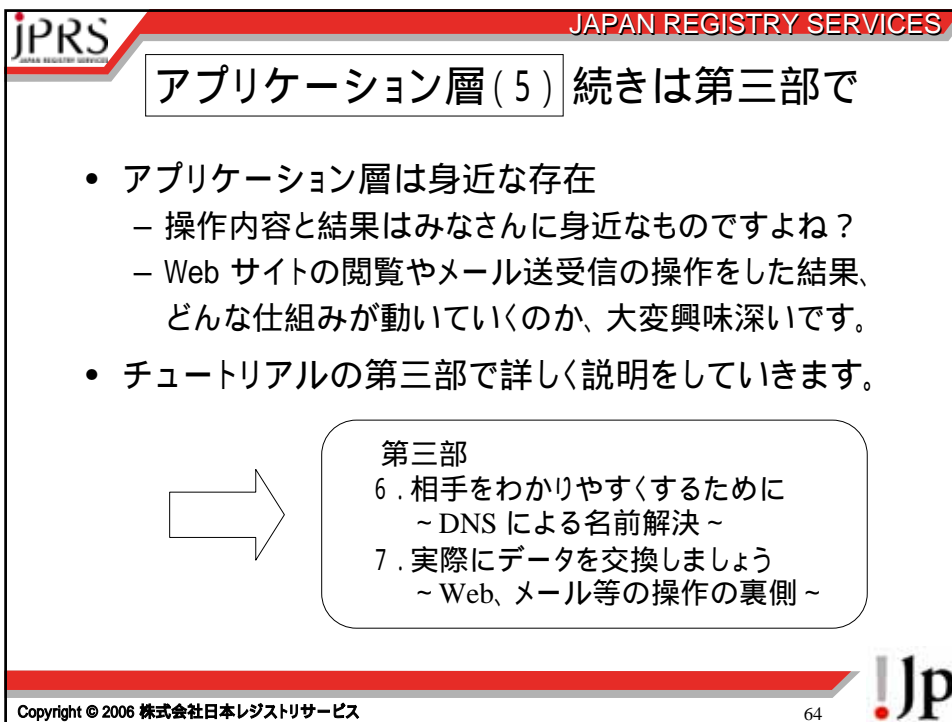 JPRS
JAPAN REGISTRY SERVICES
JAPAN REGISTRY SERVICES
アプリケーション層(5) 続きは第三部で
• アプリケーション層は身近な存在
– 操作内容と結果はみなさんに身近なものですよね？
– Web サイトの閲覧やメール送受信の操作をした結果、
どんな仕組みが動いていくのか、大変興味深いです。
• チュートリアルの第三部で詳しく説明をしていきます。
第三部
6．相手をわかりやすくするために
~ DNS による名前解決 ~
7．実際にデータを交換しましょう
~ Web、メール等の操作の裏側 ~
Copyright © 2006 株式会社日本レジストリサービス
64
!Jp